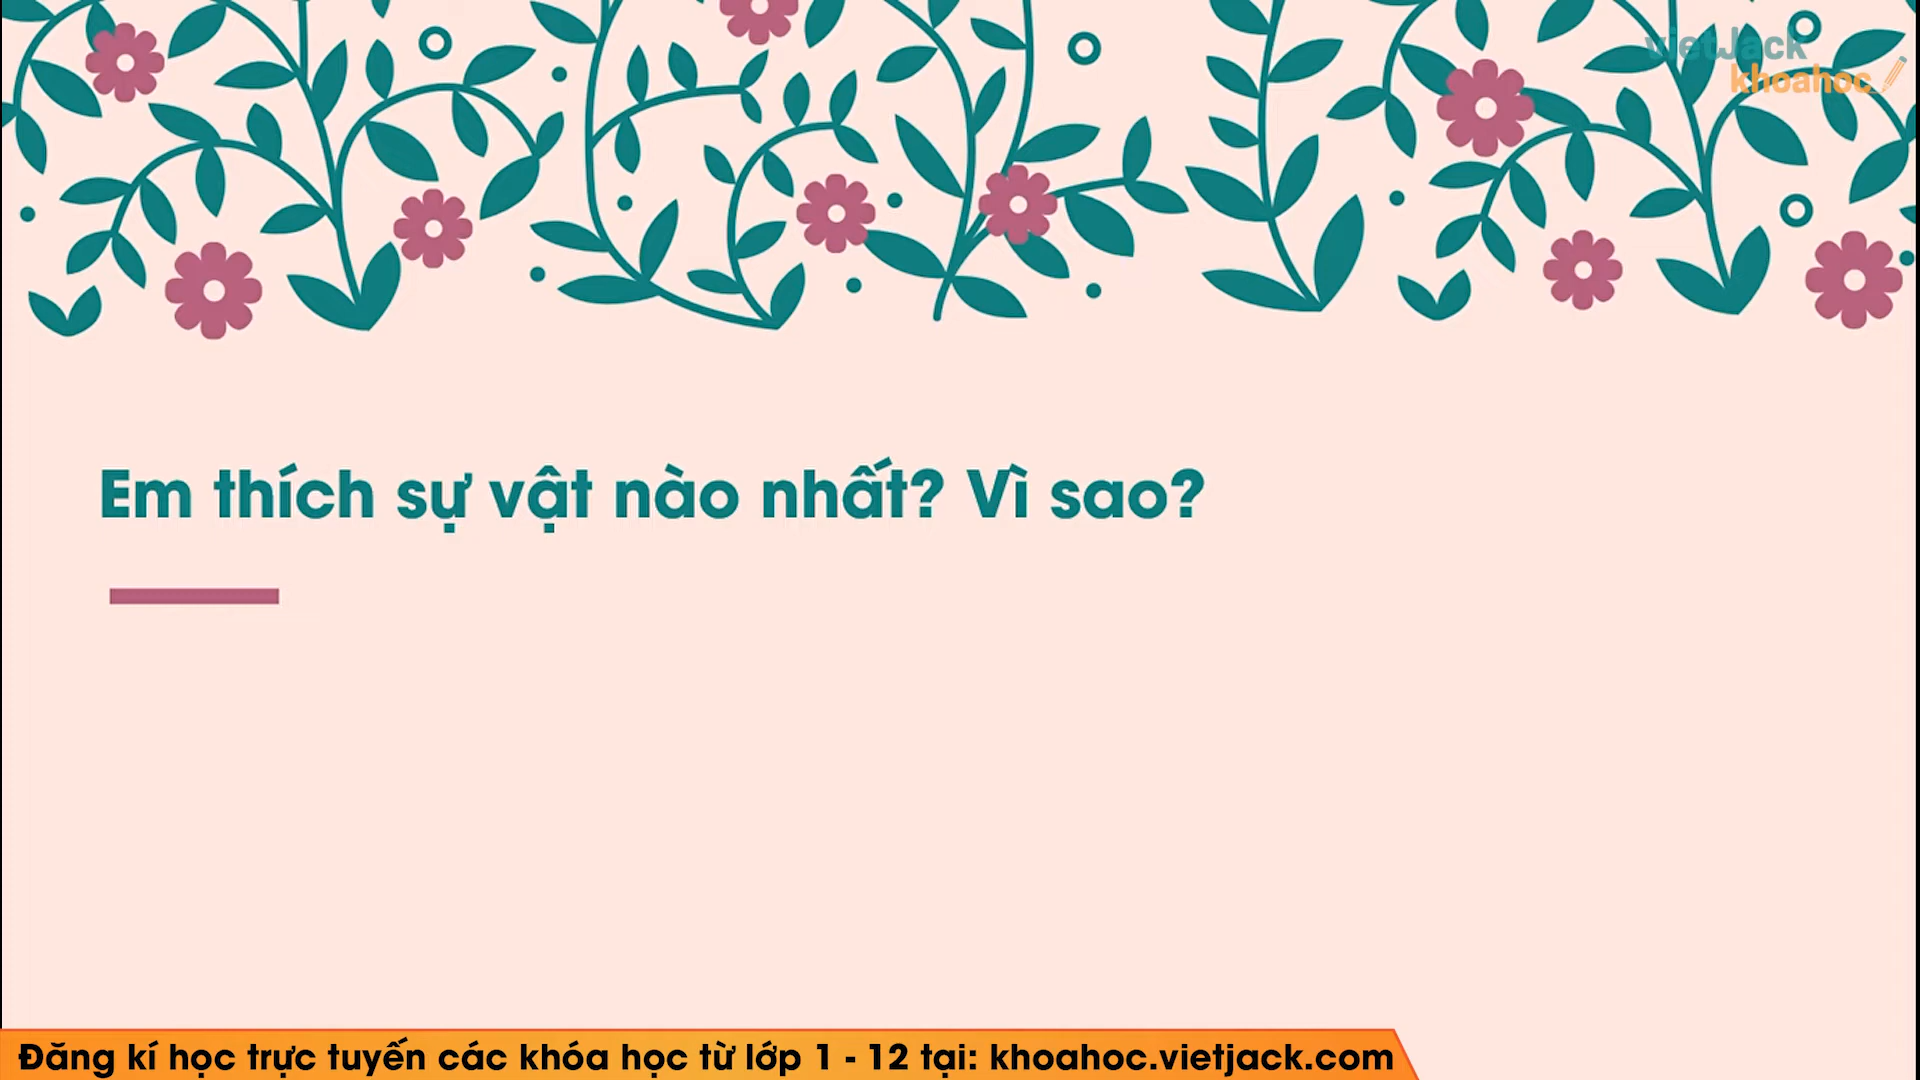 vietJack
khoahoc
Em thích sự vật nào nhất? Vì sao?
Đăng kí học trực tuyến các khóa học từ lớp 1 - 12 tại: khoahoc.vietjack.com